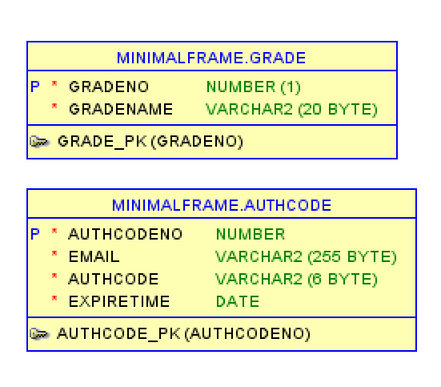 MINIMALFRAME.GRADE
P * GRADENO NUMBER (1)
* GRADENAME VARCHAR2 (20 BYTE)
GRADE_PK (GRADENO)
MINIMALFRAME.AUTHCODE
P * AUTHCODENO NUMBER
* EMAIL VARCHAR2 (255 BYTE)
* AUTHCODE VARCHAR2 (6 BYTE)
* EXPIRETIME DATE
AUTHCODE_PK (AUTHCODENO)